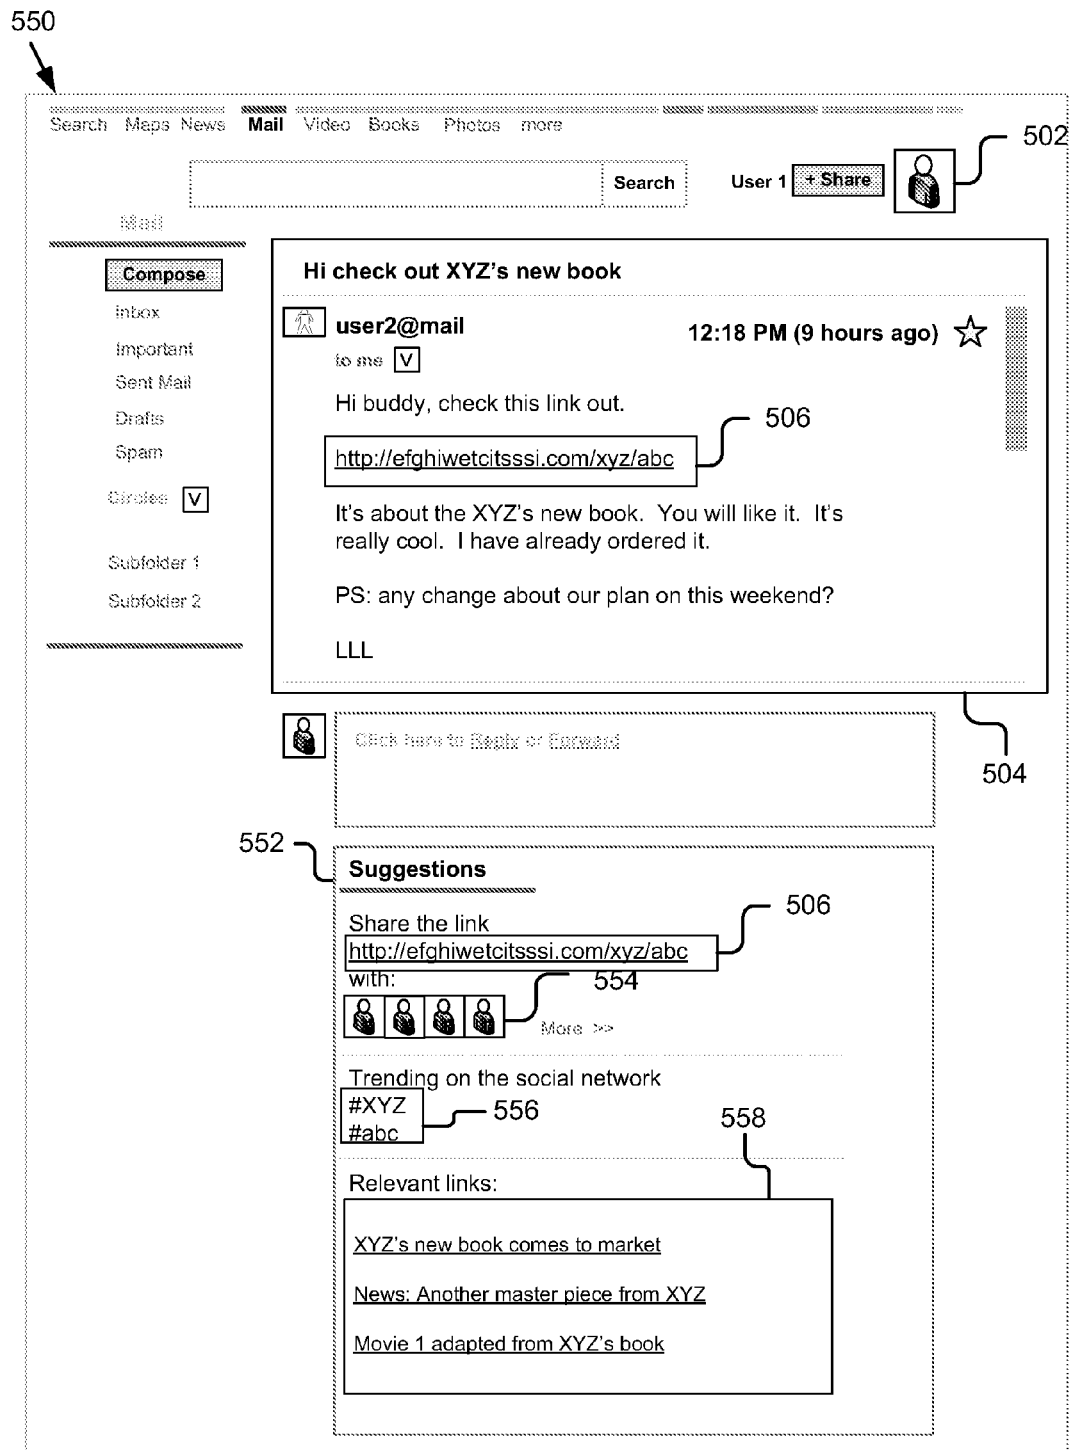 550
Search Maps News Mail Video Books Photos more
502
Search
User 1 + Share
Mail
Compose
Inbox
Important
Sent Mail
Drafts
Spam
Circles V
Subfolder 1
Subfolder 2
Hi check out XYZ's new book
user2@mail
12:18 PM (9 hours ago)
to me V
Hi buddy, check this link out.
506
http://efghiwetcitsssi.com/xyz/abc
It's about the XYZ's new book. You will like it. It's
really cool. I have already ordered it.
PS: any change about our plan on this weekend?
LLL
504
Click here to Reply or Forward
552
Suggestions
Share the link
506
http://efghiwetcitsssi.com/xyz/abc
with:
554
More >>
Trending on the social network
#XYZ
#abc
556
558
Relevant links:
XYZ's new book comes to market
News: Another master piece from XYZ
Movie 1 adapted from XYZ's book